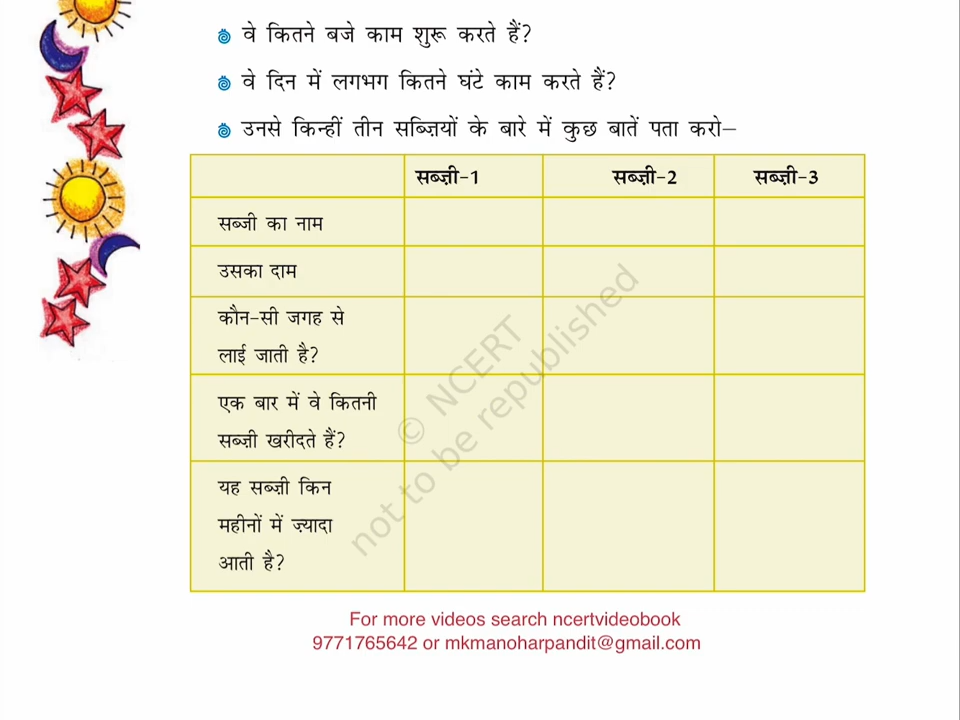 वे कितने बजे काम शुरू करते हैं?
वे दिन में लगभग कितने घंटे काम करते हैं?
उनसे किन्हीं तीन सब्ज़ियों के बारे में कुछ बातें पता करो–
सब्ज़ी-1 सब्ज़ी-2 सब्ज़ी-3
सब्जी का नाम
उसका दाम
कौन-सी जगह से
लाई जाती है?
एक बार में वे कितनी
सब्ज़ी खरीदते हैं?
यह सब्ज़ी किन
महीनों में ज़्यादा
आती है?
© NCERT
not to be republished
For more videos search ncertvideobook
9771765642 or mkmanoharpandit@gmail.com